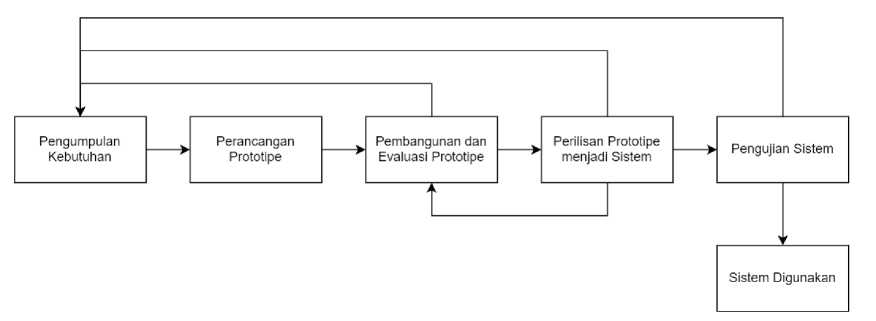 Pengumpulan
Kebutuhan
Perancangan
Prototipe
Pembangunan dan
Evaluasi Prototipe
Perilisan Prototipe
menjadi Sistem
Pengujian Sistem
Sistem Digunakan